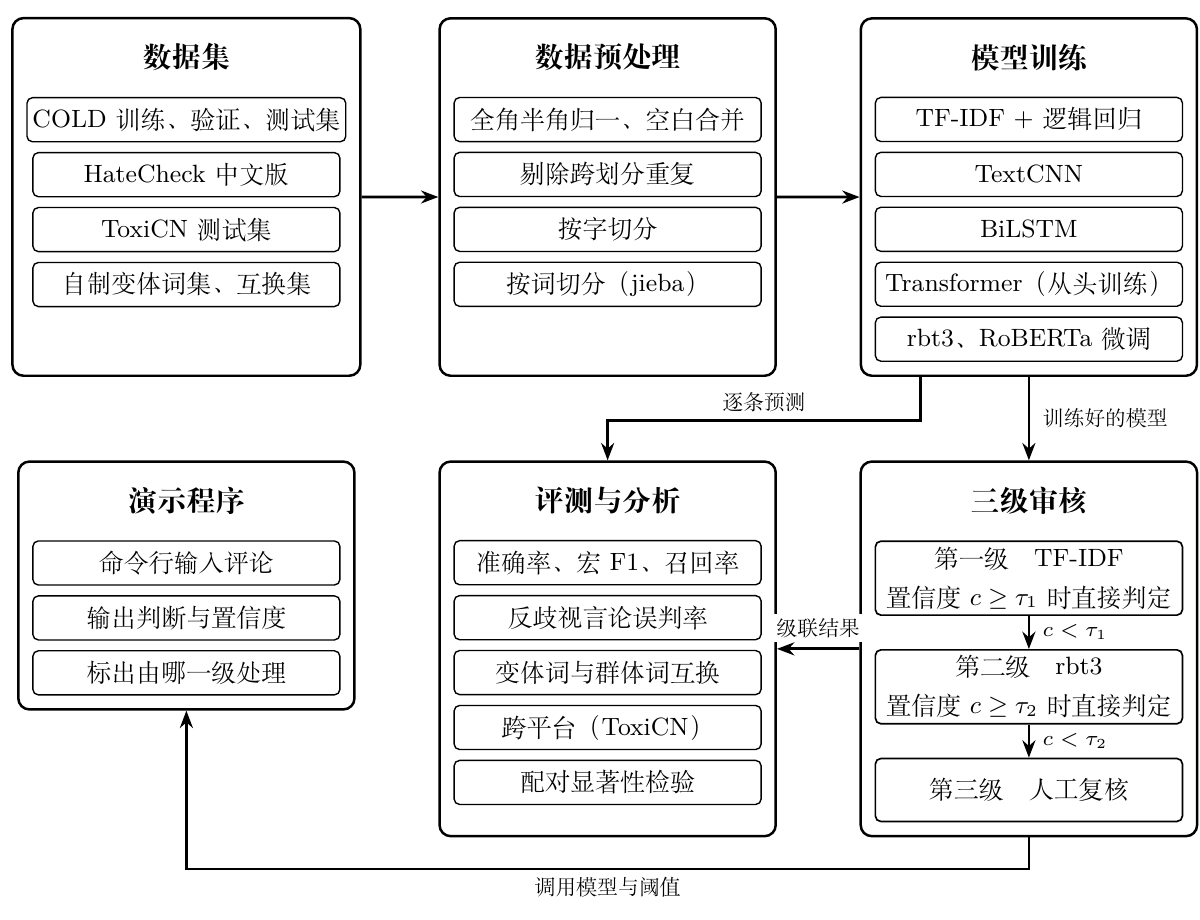 数据集
COLD 训练、验证、测试集
HateCheck 中文版
ToxiCN 测试集
自制变体词集、互换集
数据预处理
全角半角归一、空白合并
剔除跨划分重复
按字切分
按词切分（jieba）
模型训练
TF-IDF + 逻辑回归
TextCNN
BiLSTM
Transformer（从头训练）
rbt3、RoBERTa 微调
逐条预测
训练好的模型
演示程序
命令行输入评论
输出判断与置信度
标出由哪一级处理
评测与分析
准确率、宏 F1、召回率
反歧视言论误判率
变体词与群体词互换
跨平台（ToxiCN）
配对显著性检验
级联结果
三级审核
第一级　TF-IDF
置信度 c ≥ τ₁ 时直接判定
c < τ₁
第二级　rbt3
置信度 c ≥ τ₂ 时直接判定
c < τ₂
第三级　人工复核
调用模型与阈值